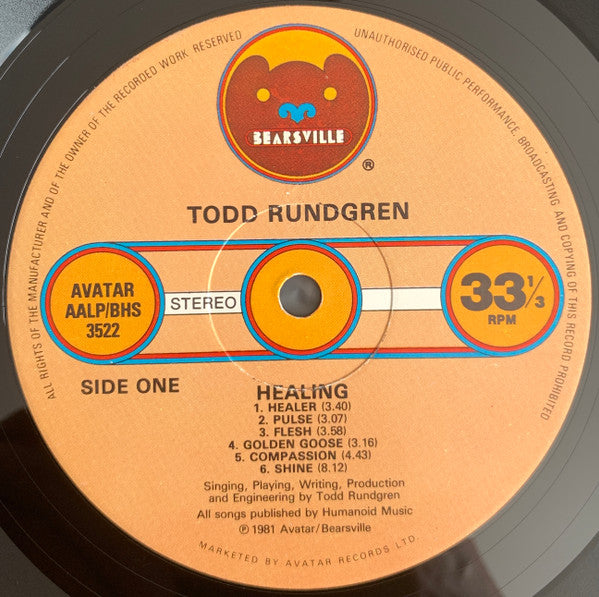 ALL RIGHTS OF THE MANUFACTURER AND OF THE OWNER OF THE RECORDED WORK RESERVED
UNAUTHORISED PUBLIC PERFORMANCE, BROADCASTING AND COPYING OF THIS RECORD PROHIBITED
BEARSVILLE
®
TODD RUNDGREN
AVATAR
AALP/BHS
3522
STEREO
33 1/3
RPM
SIDE ONE
HEALING
1. HEALER (3.40)
2. PULSE (3.07)
3. FLESH (3.58)
4. GOLDEN GOOSE (3.16)
5. COMPASSION (4.43)
6. SHINE (8.12)
Singing, Playing, Writing, Production
and Engineering by Todd Rundgren
All songs published by Humanoid Music
℗ 1981 Avatar/Bearsville
MARKETED BY AVATAR RECORDS LTD.